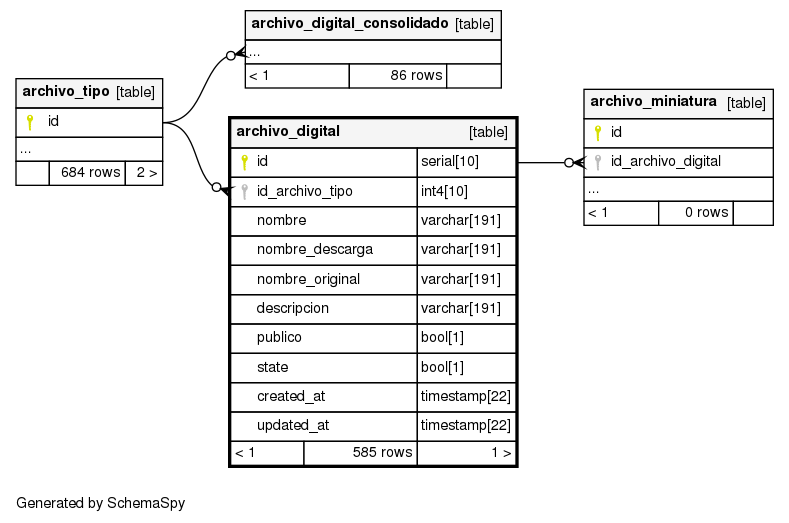 archivo_digital_consolidado [table]
...
< 1 86 rows
archivo_tipo [table]
id
...
684 rows 2 >
archivo_digital [table]
id serial[10]
id_archivo_tipo int4[10]
nombre varchar[191]
nombre_descarga varchar[191]
nombre_original varchar[191]
descripcion varchar[191]
publico bool[1]
state bool[1]
created_at timestamp[22]
updated_at timestamp[22]
< 1 585 rows 1 >
archivo_miniatura [table]
id
id_archivo_digital
...
< 1 0 rows
Generated by SchemaSpy